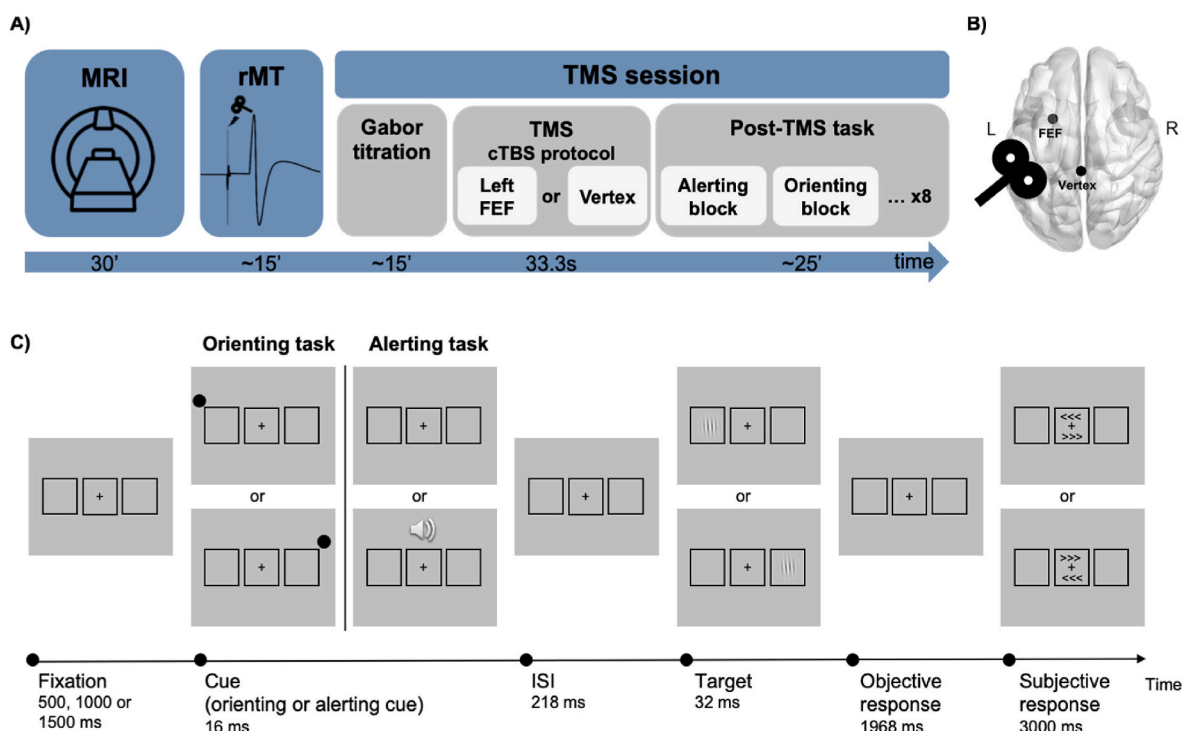 A)
MRI
rMT
TMS session
Gabor
titration
TMS
cTBS protocol
Left
FEF
or
Vertex
Post-TMS task
Alerting
block
Orienting
block
... x8
30’
~15’
~15’
33.3s
~25’
time
B)
L
R
FEF
Vertex
C)
Orienting task
Alerting task
+
+
+
or
+
+
or
+
+
+
or
+
+
<<<
+
>>>
or
>>>
+
<<<
Fixation
500, 1000 or
1500 ms
Cue
(orienting or alerting cue)
16 ms
ISI
218 ms
Target
32 ms
Objective
response
1968 ms
Subjective
response
3000 ms
Time